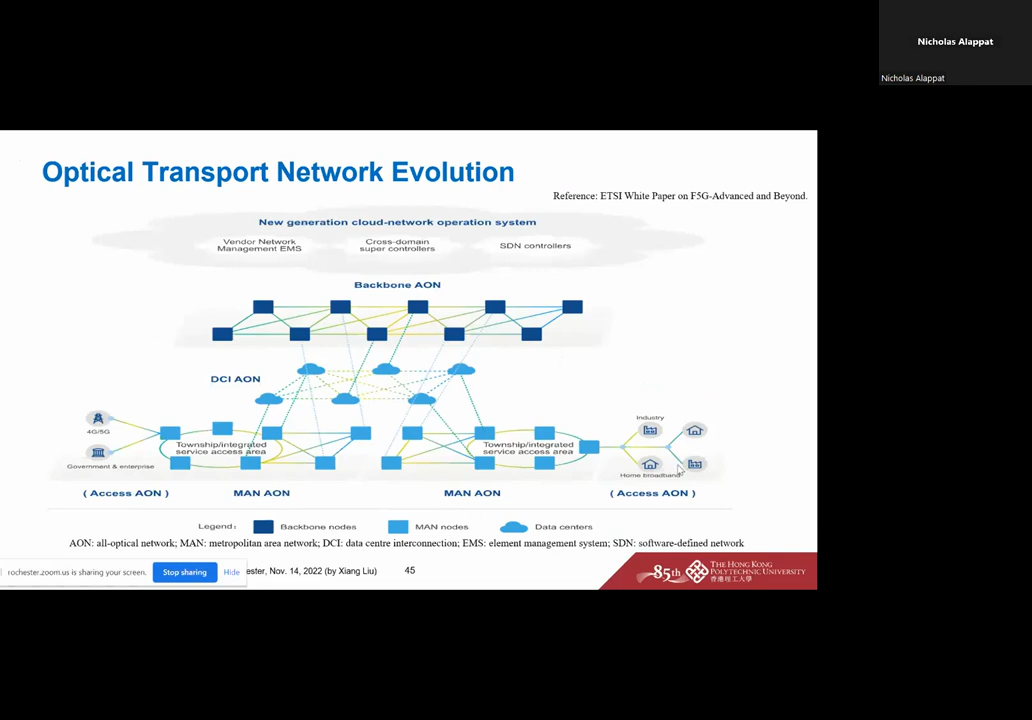 Nicholas Alappat
Nicholas Alappat
Optical Transport Network Evolution
Reference: ETSI White Paper on F5G-Advanced and Beyond.
New generation cloud-network operation system
Vendor Network
Management EMS
Cross-domain
super controllers
SDN controllers
Backbone AON
DCI AON
4G/5G
Government & enterprise
Township/integrated
service access area
Township/integrated
service access area
Industry
Home broadband
( Access AON )
MAN AON
MAN AON
( Access AON )
Legend:
Backbone nodes
MAN nodes
Data centers
AON: all-optical network; MAN: metropolitan area network; DCI: data centre interconnection; EMS: element management system; SDN: software-defined network
rochester.zoom.us is sharing your screen.
Stop sharing
Hide
ester, Nov. 14, 2022 (by Xiang Liu)
45
85th
THE HONG KONG
POLYTECHNIC UNIVERSITY
香港理工大學